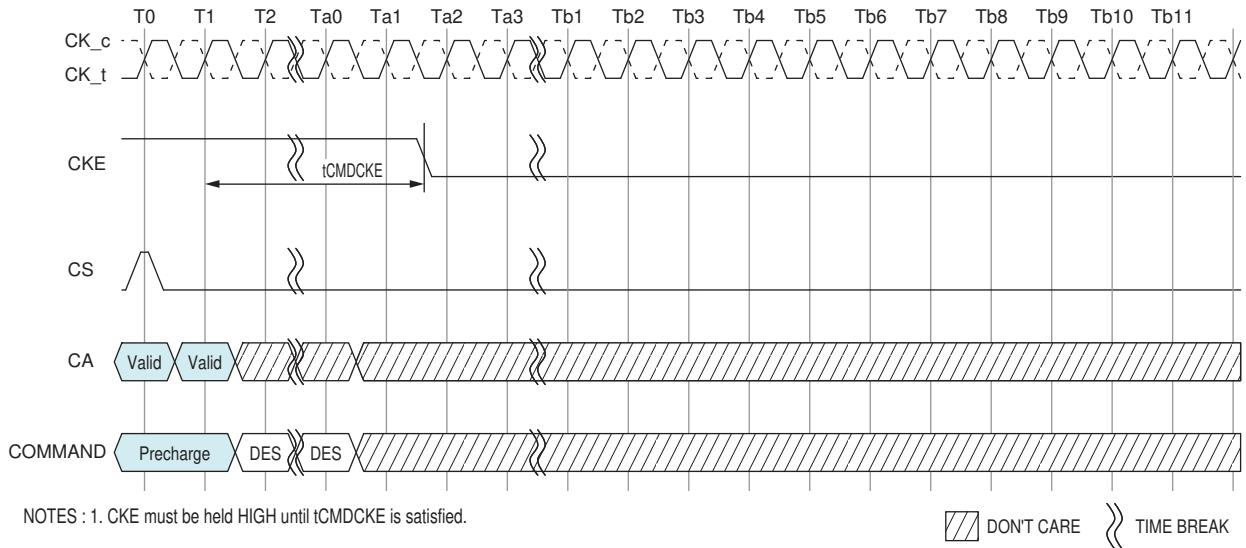 T0 T1 T2 Ta0 Ta1 Ta2 Ta3 Tb1 Tb2 Tb3 Tb4 Tb5 Tb6 Tb7 Tb8 Tb9 Tb10 Tb11
CK_c
CK_t
CKE
tCMDCKE
CS
CA Valid Valid
COMMAND Precharge DES DES
NOTES : 1. CKE must be held HIGH until tCMDCKE is satisfied.
DON'T CARE TIME BREAK